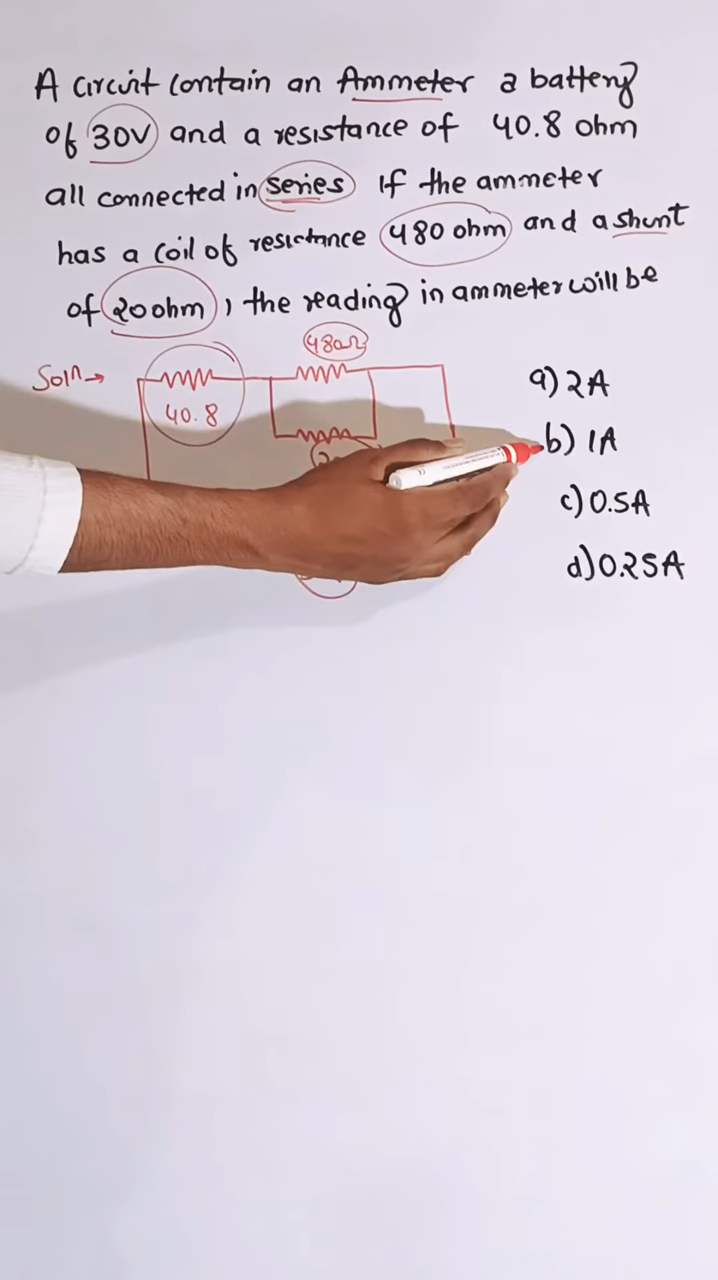 A circuit contain an Ammeter a battery
of 30V and a resistance of 40.8 ohm
all connected in series If the ammeter
has a coil of resistance 480 ohm and a shunt
of 20 ohm, the reading in ammeter will be
Soln→
480Ω
40.8
a) 2A
b) 1A
c) 0.5A
d) 0.25A